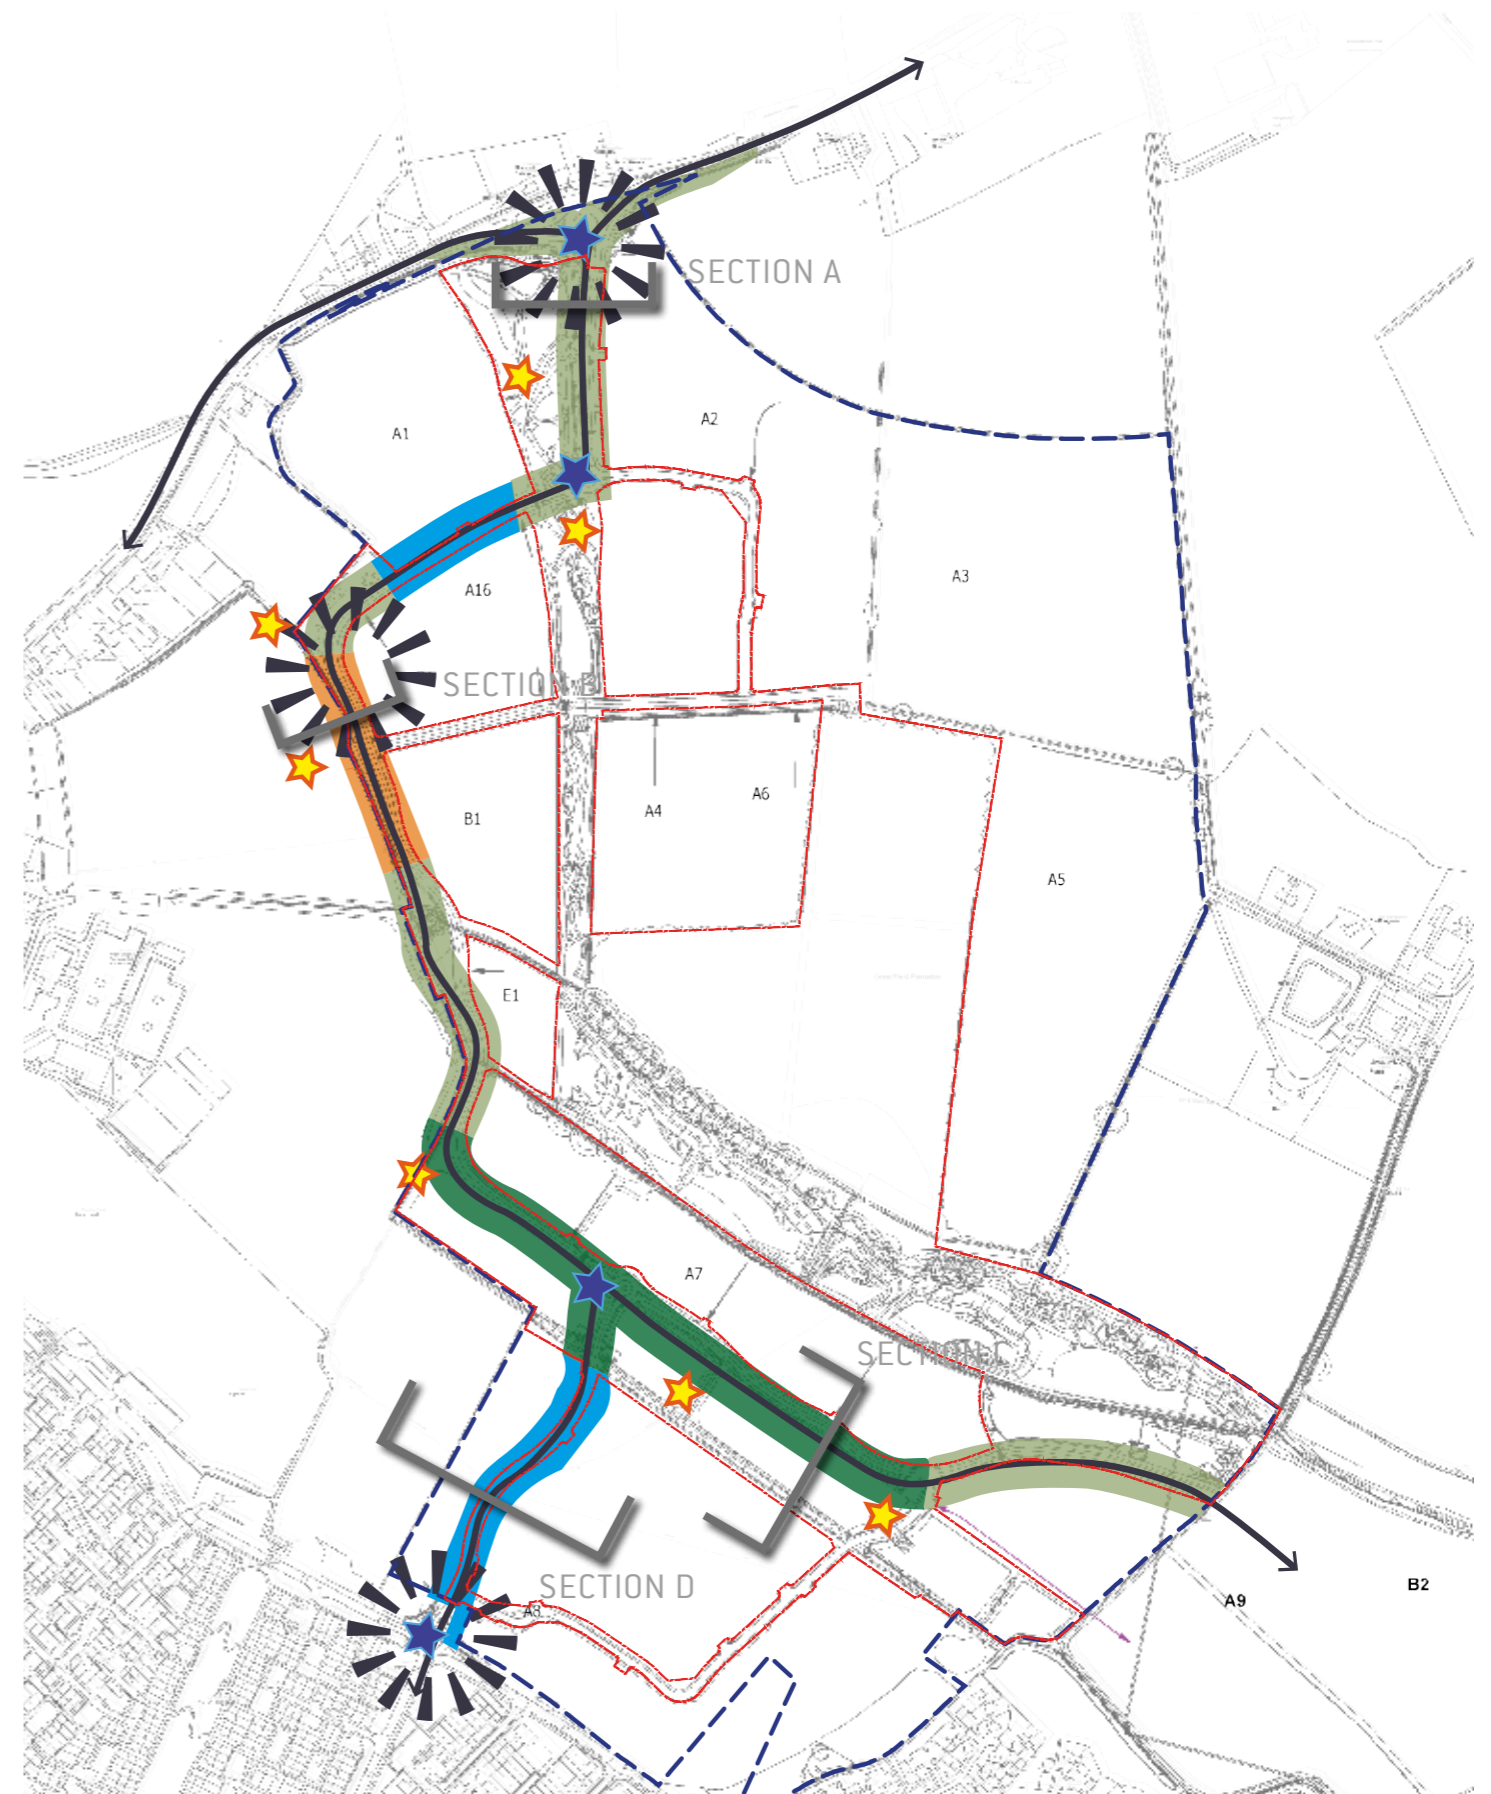 SECTION A
A1
A2
A3
A16
SECTION B
A4
A6
B1
A5
E1
A7
SECTION C
SECTION D
A8
A9
B2